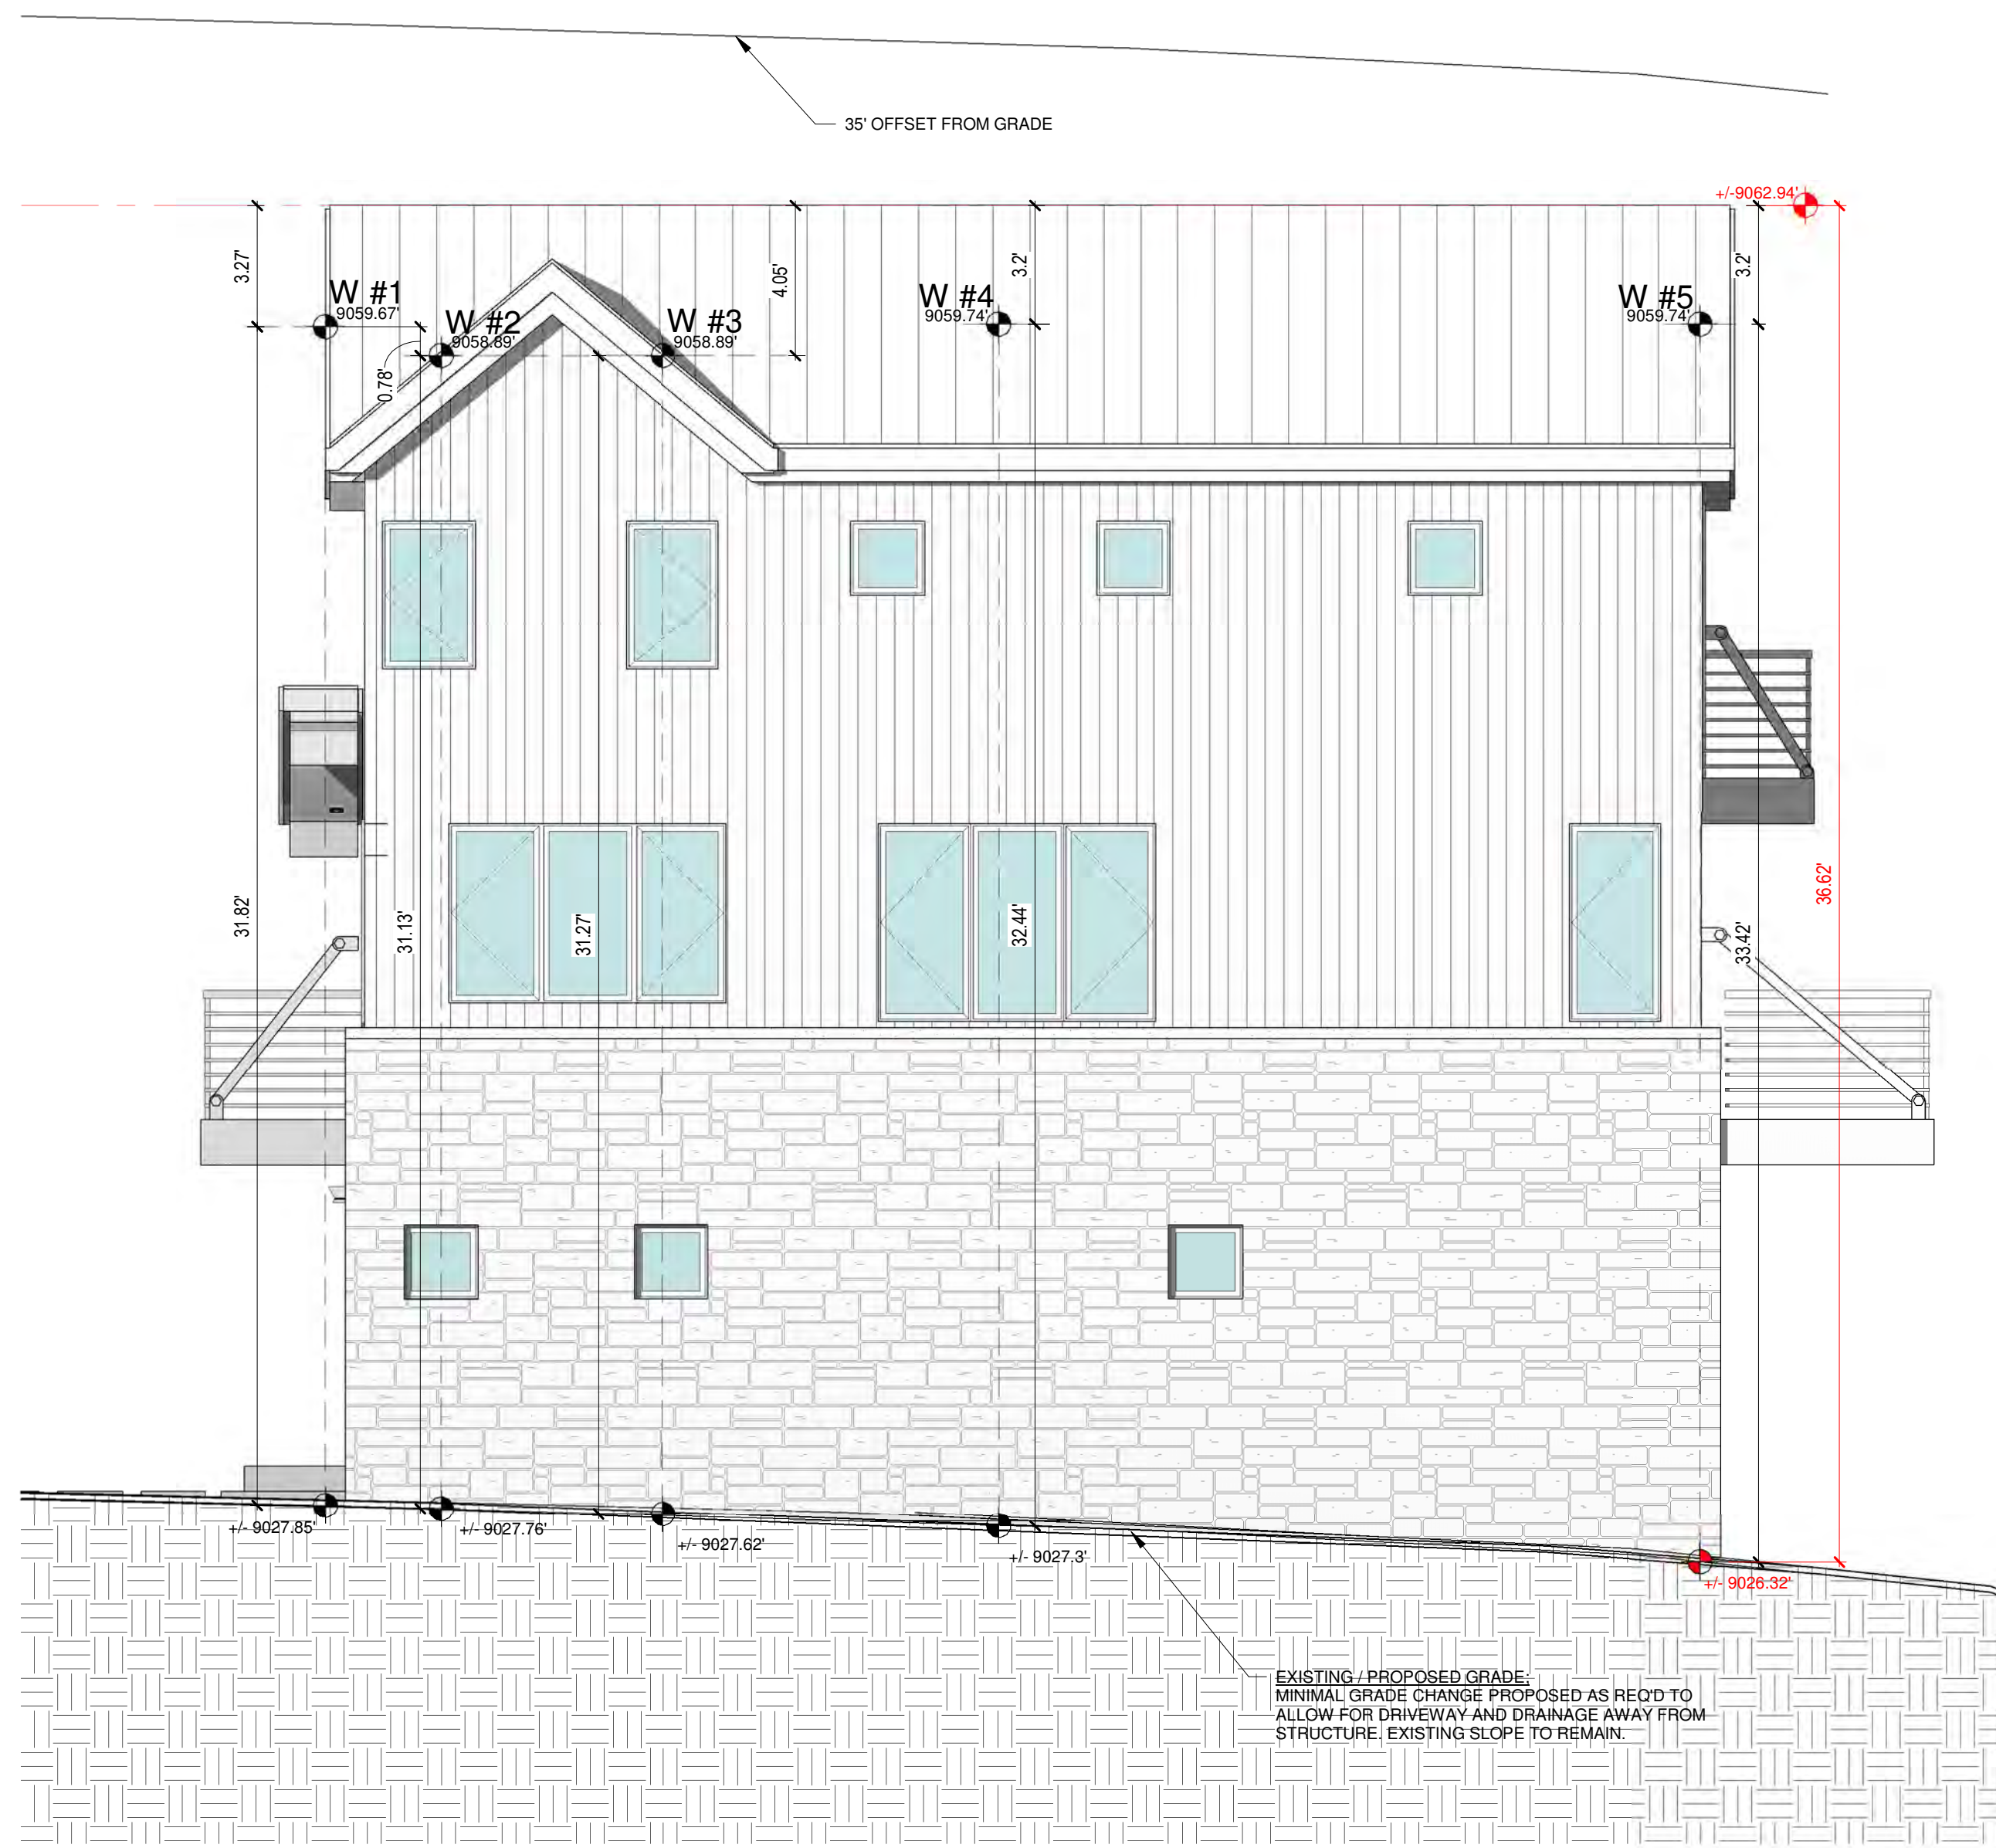 35' OFFSET FROM GRADE
+/-9062.94'
3.27'
4.05'
3.2'
3.2'
W #1
9059.67'
W #2
9058.89'
W #3
9058.89'
W #4
9059.74'
W #5
9059.74'
0.78'
31.82'
31.13'
31.27'
32.44'
33.42'
36.62'
+/- 9027.85'
+/- 9027.76'
+/- 9027.62'
+/- 9027.3'
+/- 9026.32'
EXISTING / PROPOSED GRADE;
MINIMAL GRADE CHANGE PROPOSED AS REQ'D TO
ALLOW FOR DRIVEWAY AND DRAINAGE AWAY FROM
STRUCTURE. EXISTING SLOPE TO REMAIN.